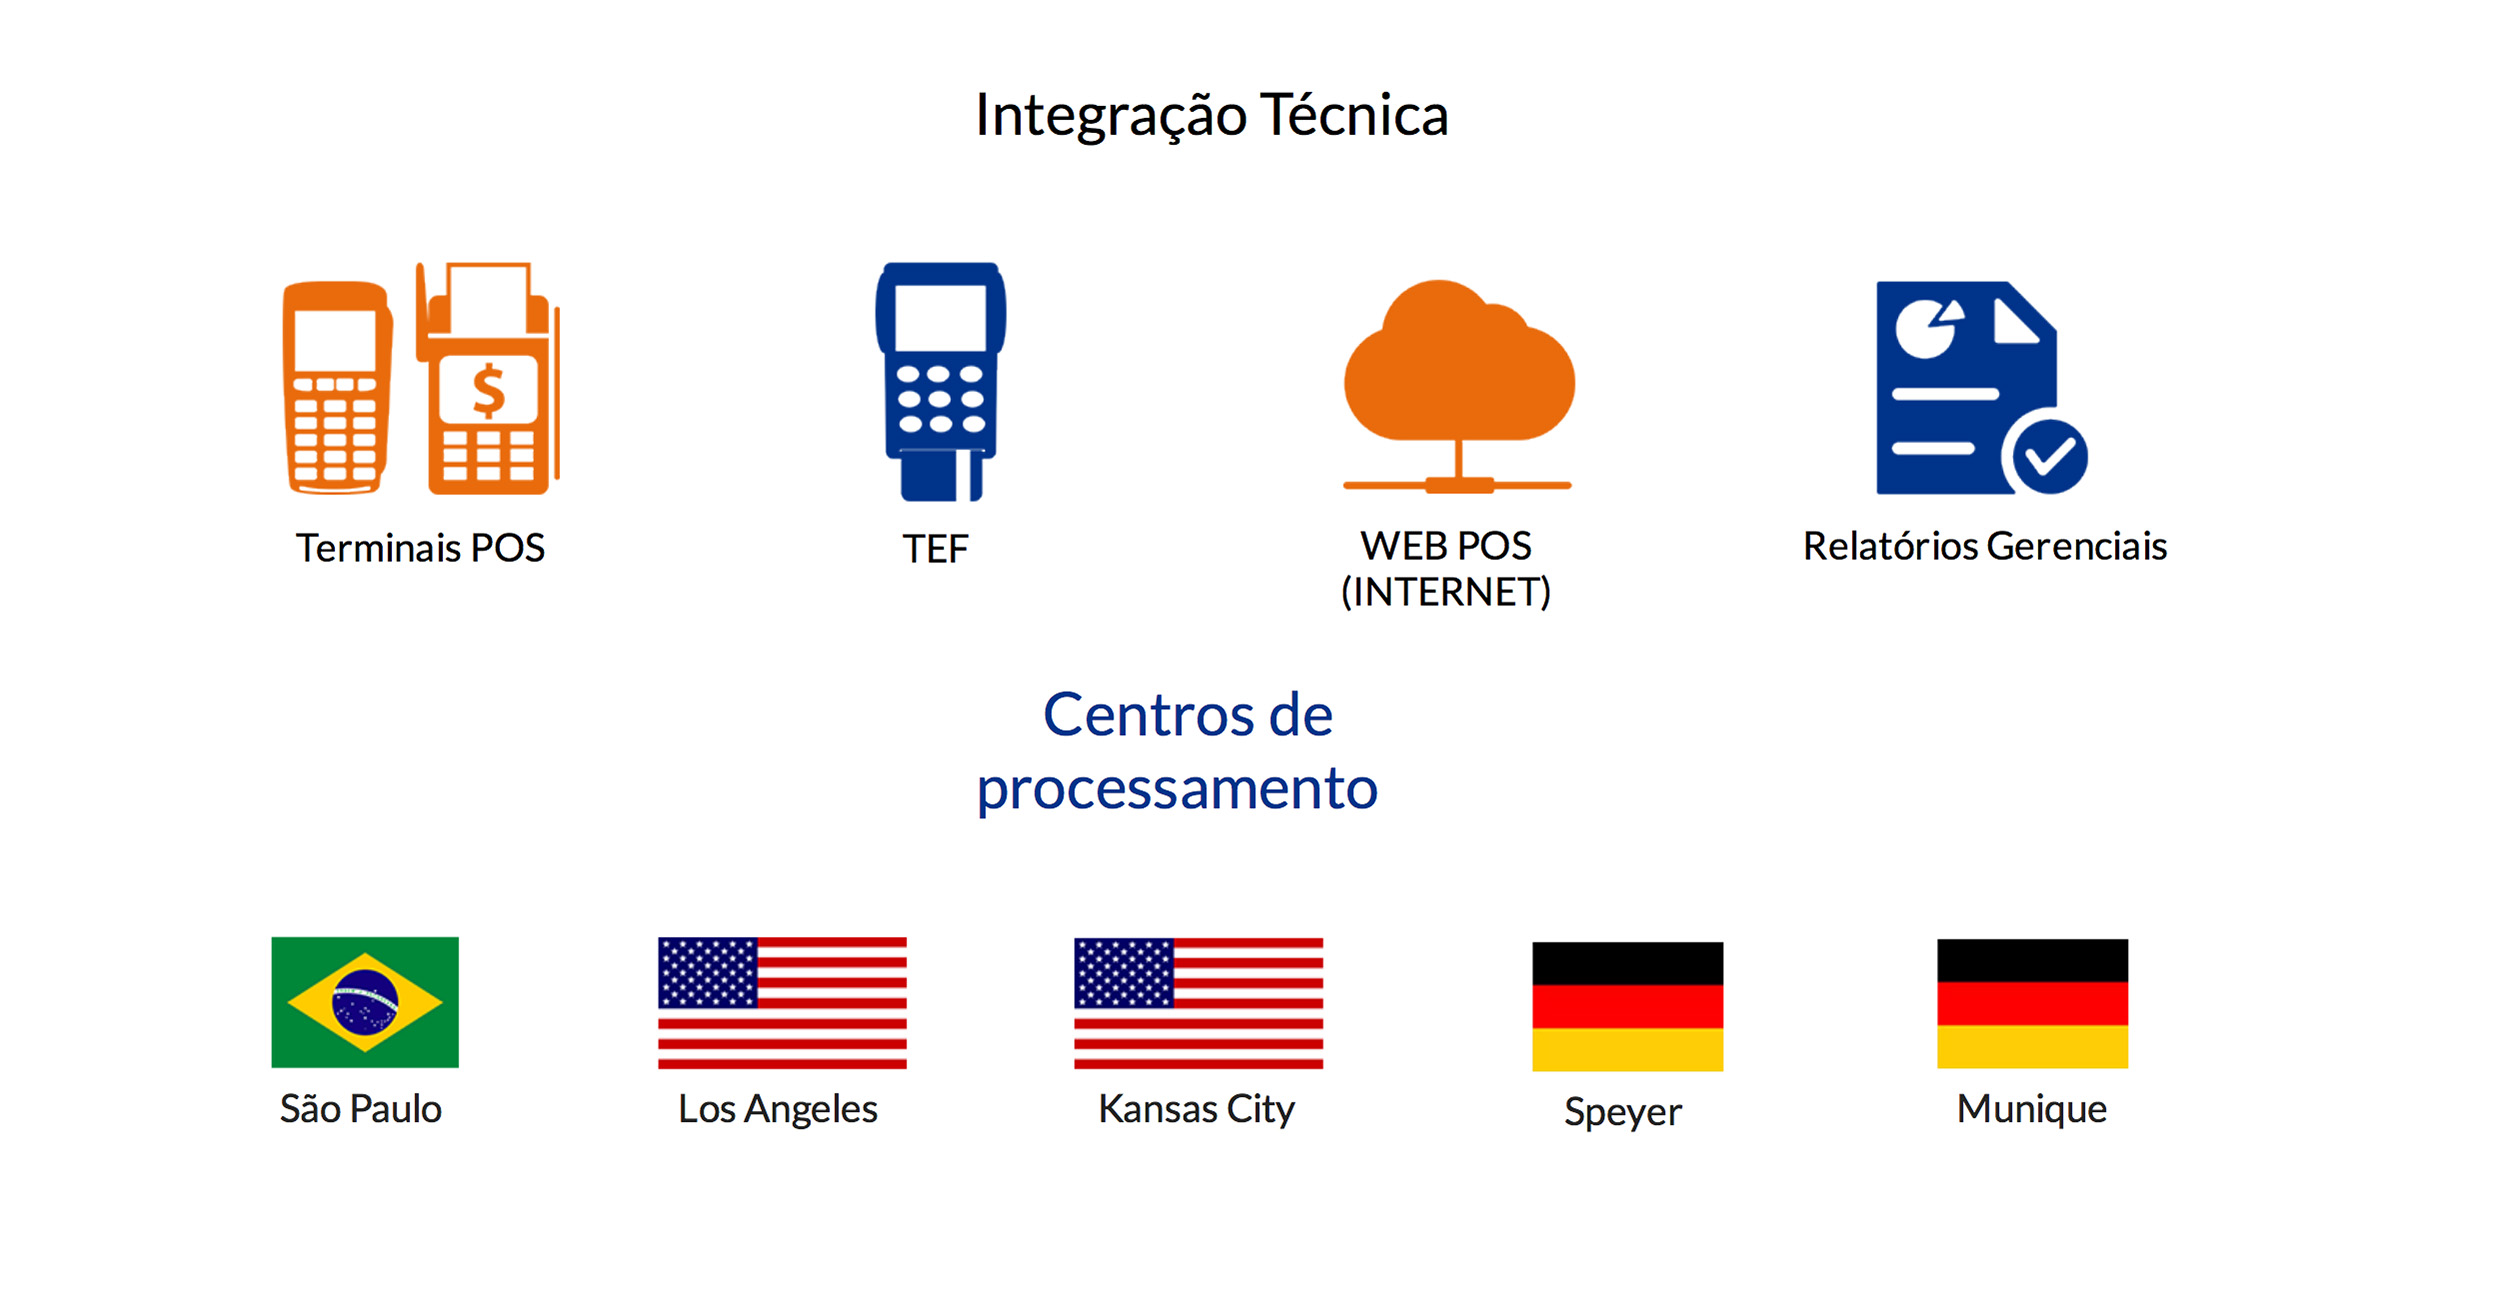 Integração Técnica
$
Terminais POS
TEF
WEB POS
(INTERNET)
Relatórios Gerenciais
Centros de
processamento
São Paulo
Los Angeles
Kansas City
Speyer
Munique